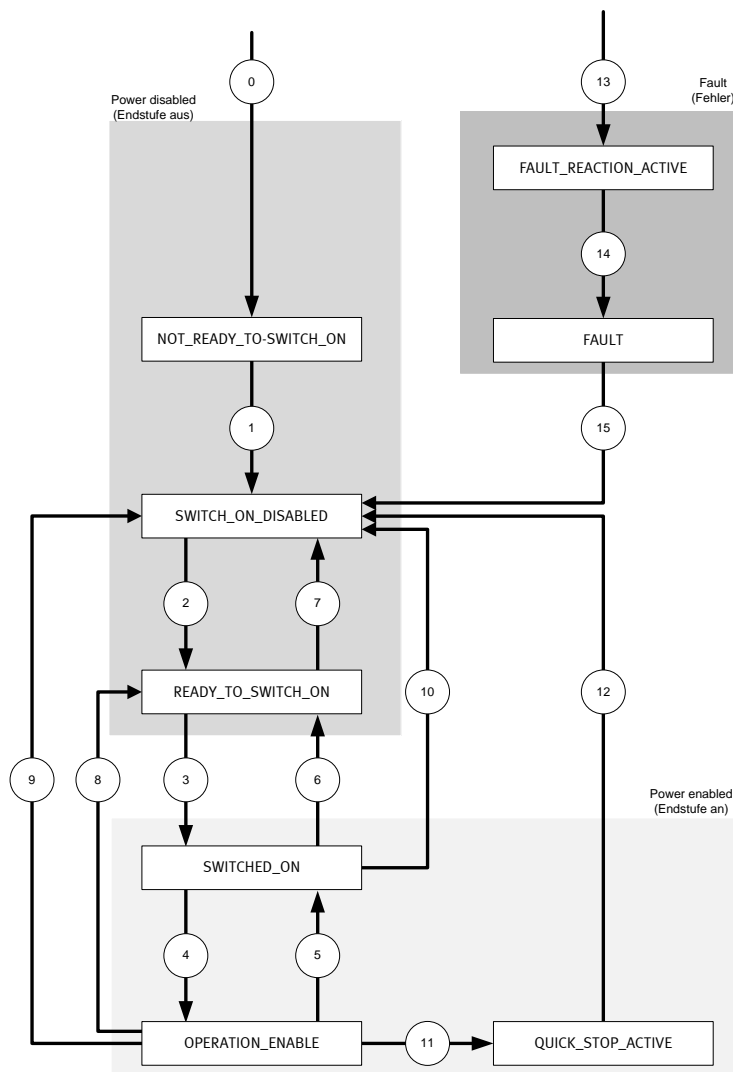 0
13
Power disabled
(Endstufe aus)
Fault
(Fehler)
FAULT_REACTION_ACTIVE
14
NOT_READY_TO-SWITCH_ON
FAULT
1
15
SWITCH_ON_DISABLED
2
7
READY_TO_SWITCH_ON
10
12
9
8
3
6
Power enabled
(Endstufe an)
SWITCHED_ON
4
5
OPERATION_ENABLE
11
QUICK_STOP_ACTIVE